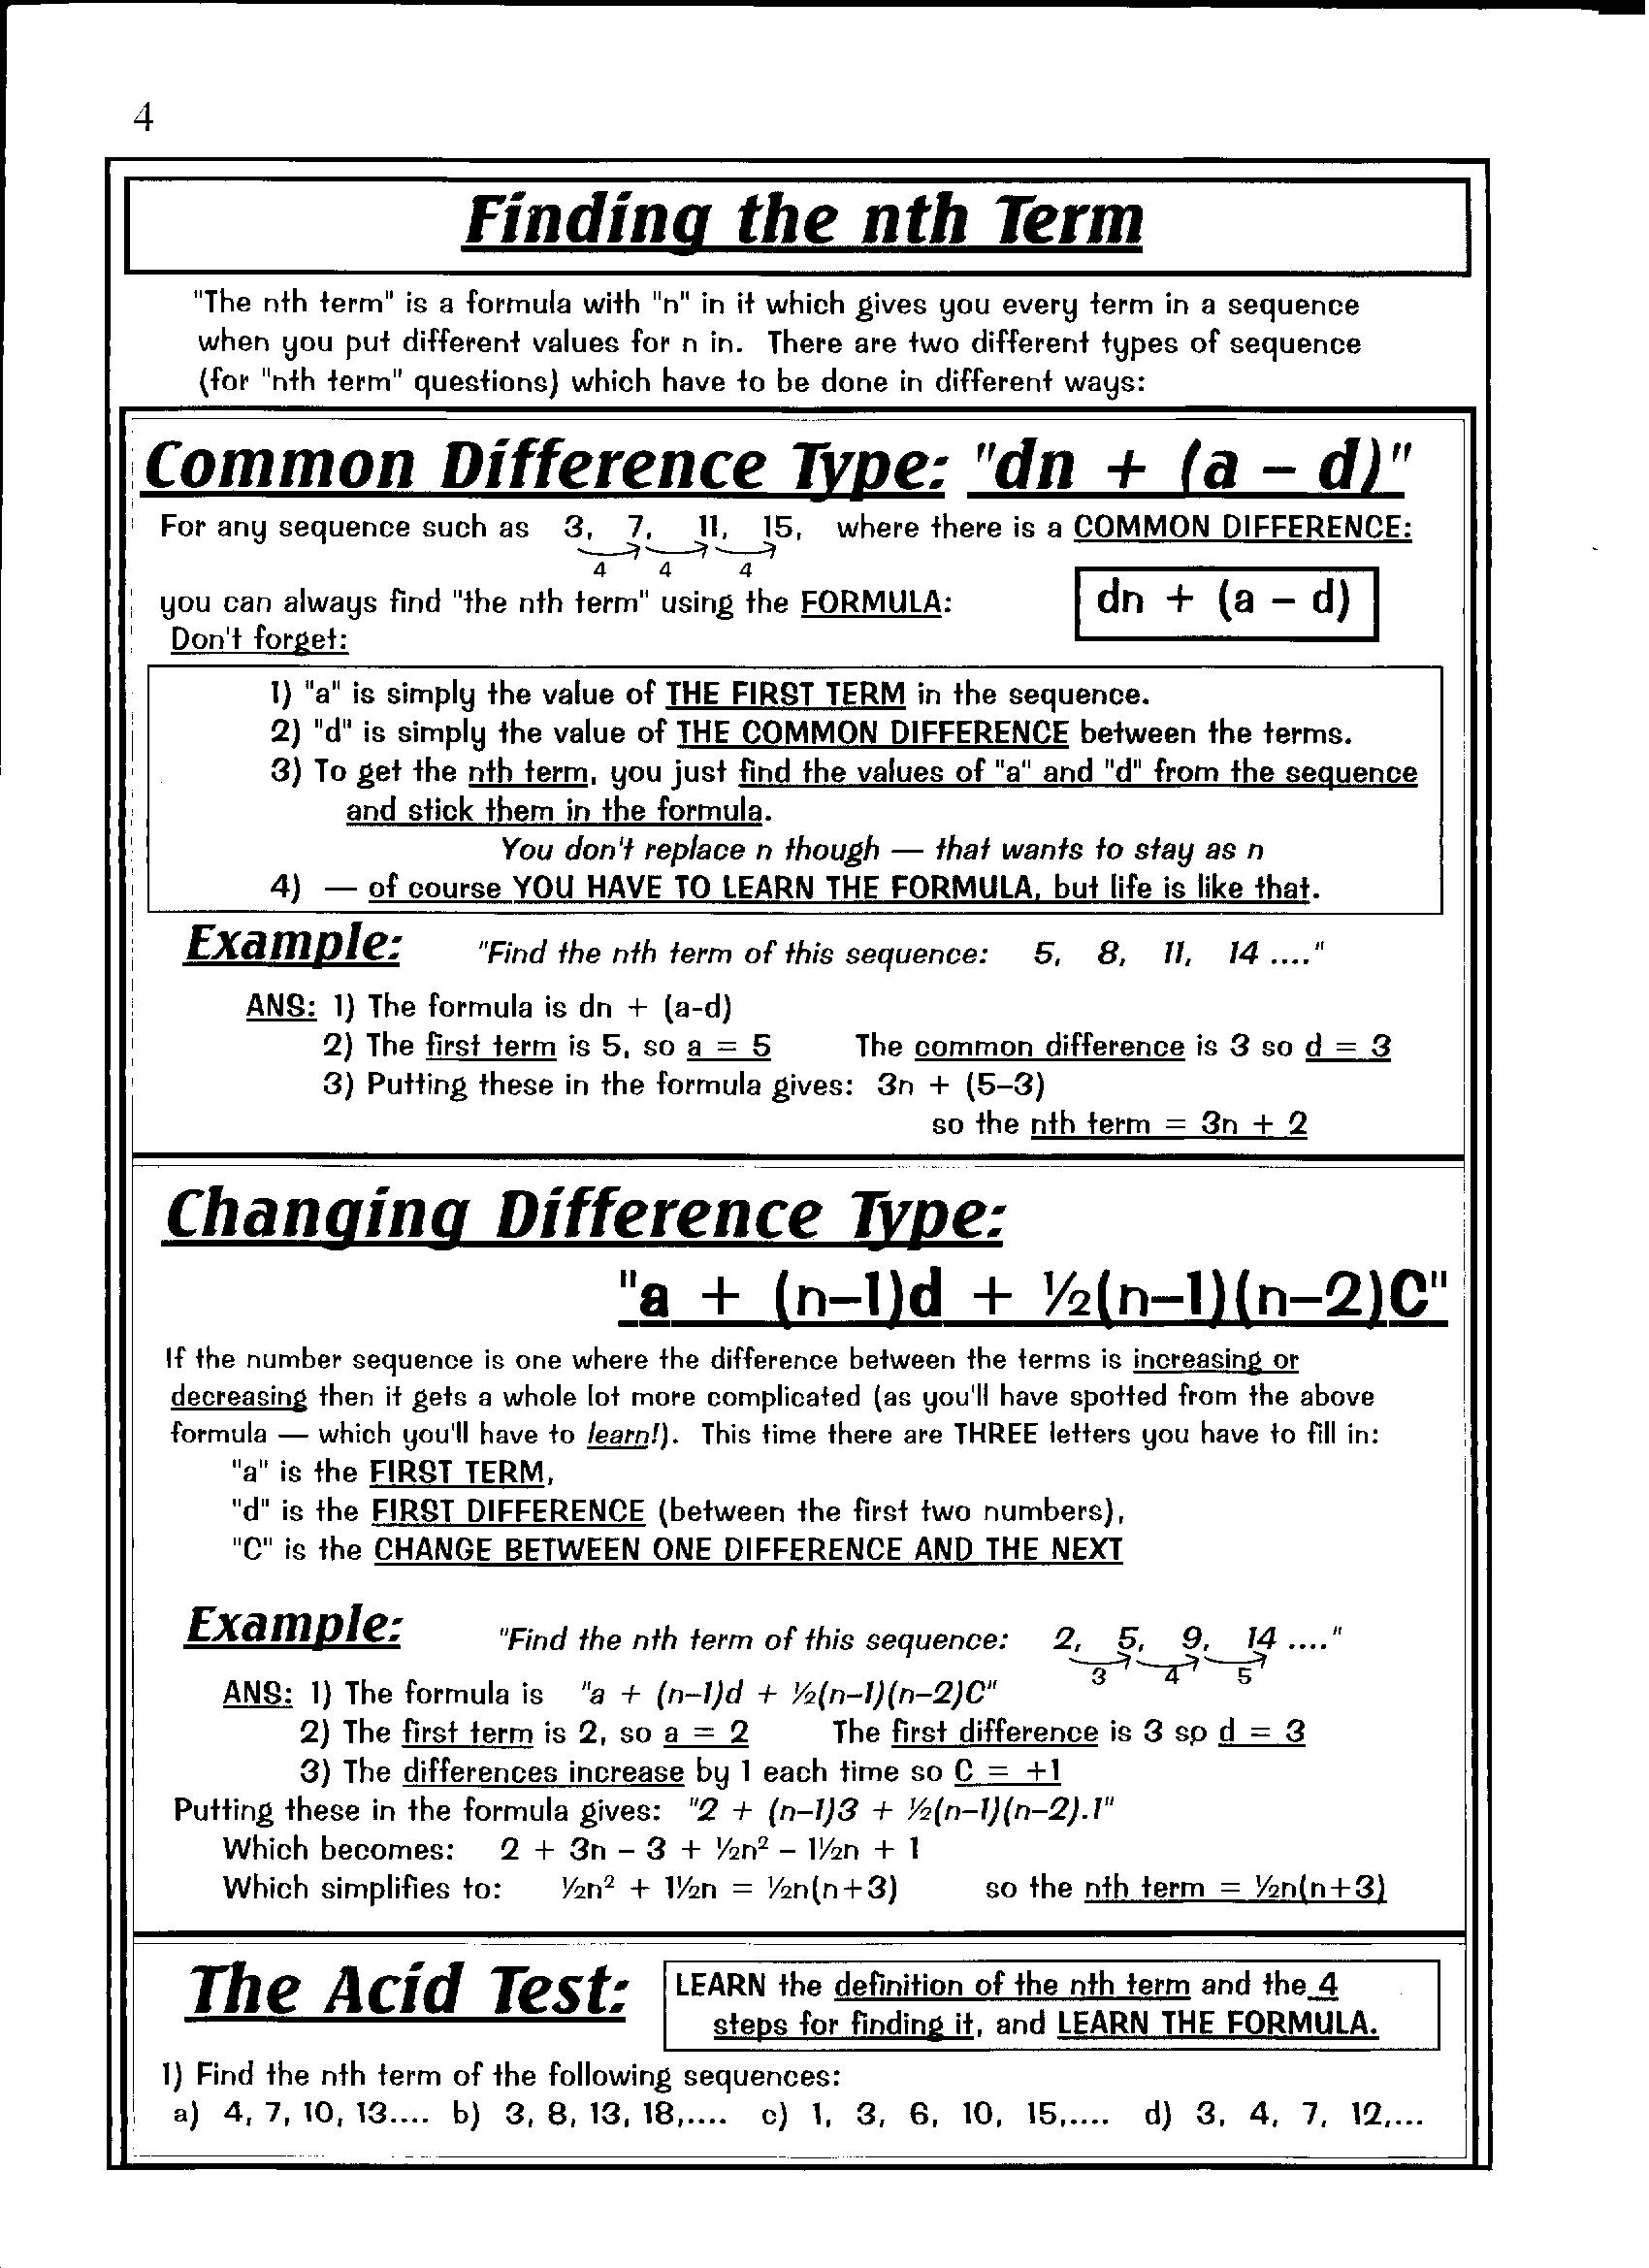 4
Finding the nth Term
"The nth term" is a formula with "n" in it which gives you every term in a sequence
when you put different values for n in. There are two different types of sequence
(for "nth term" questions) which have to be done in different ways:
Common Difference Type: "dn + (a – d)"
For any sequence such as 3, 7, 11, 15, where there is a COMMON DIFFERENCE:
4 4 4
you can always find "the nth term" using the FORMULA: dn + (a – d)
Don't forget:
1) "a" is simply the value of THE FIRST TERM in the sequence.
2) "d" is simply the value of THE COMMON DIFFERENCE between the terms.
3) To get the nth term, you just find the values of "a" and "d" from the sequence
and stick them in the formula.
You don't replace n though — that wants to stay as n
4) — of course YOU HAVE TO LEARN THE FORMULA, but life is like that.
Example: "Find the nth term of this sequence: 5, 8, 11, 14 ...."
ANS: 1) The formula is dn + (a-d)
2) The first term is 5, so a = 5 The common difference is 3 so d = 3
3) Putting these in the formula gives: 3n + (5–3)
so the nth term = 3n + 2
Changing Difference Type:
"a + (n–1)d + ½(n–1)(n–2)C"
If the number sequence is one where the difference between the terms is increasing or
decreasing then it gets a whole lot more complicated (as you'll have spotted from the above
formula — which you'll have to learn!). This time there are THREE letters you have to fill in:
"a" is the FIRST TERM,
"d" is the FIRST DIFFERENCE (between the first two numbers),
"C" is the CHANGE BETWEEN ONE DIFFERENCE AND THE NEXT
Example: "Find the nth term of this sequence: 2, 5, 9, 14 ...."
3 4 5
ANS: 1) The formula is "a + (n–1)d + ½(n–1)(n–2)C"
2) The first term is 2, so a = 2 The first difference is 3 sp d = 3
3) The differences increase by 1 each time so C = +1
Putting these in the formula gives: "2 + (n–1)3 + ½(n–1)(n–2).1"
Which becomes: 2 + 3n – 3 + ½n² – 1½n + 1
Which simplifies to: ½n² + 1½n = ½n(n+3) so the nth term = ½n(n+3)
The Acid Test:
LEARN the definition of the nth term and the 4
steps for finding it, and LEARN THE FORMULA.
1) Find the nth term of the following sequences:
a) 4, 7, 10, 13.... b) 3, 8, 13, 18,.... c) 1, 3, 6, 10, 15,.... d) 3, 4, 7, 12,...